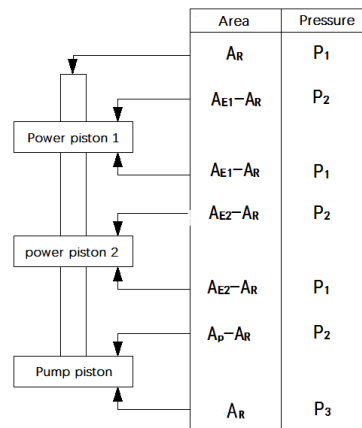 Area Pressure
AR P1
AE1−AR P2
Power piston 1
AE1−AR P1
AE2−AR P2
power piston 2
AE2−AR P1
Ap−AR P2
Pump piston
AR P3